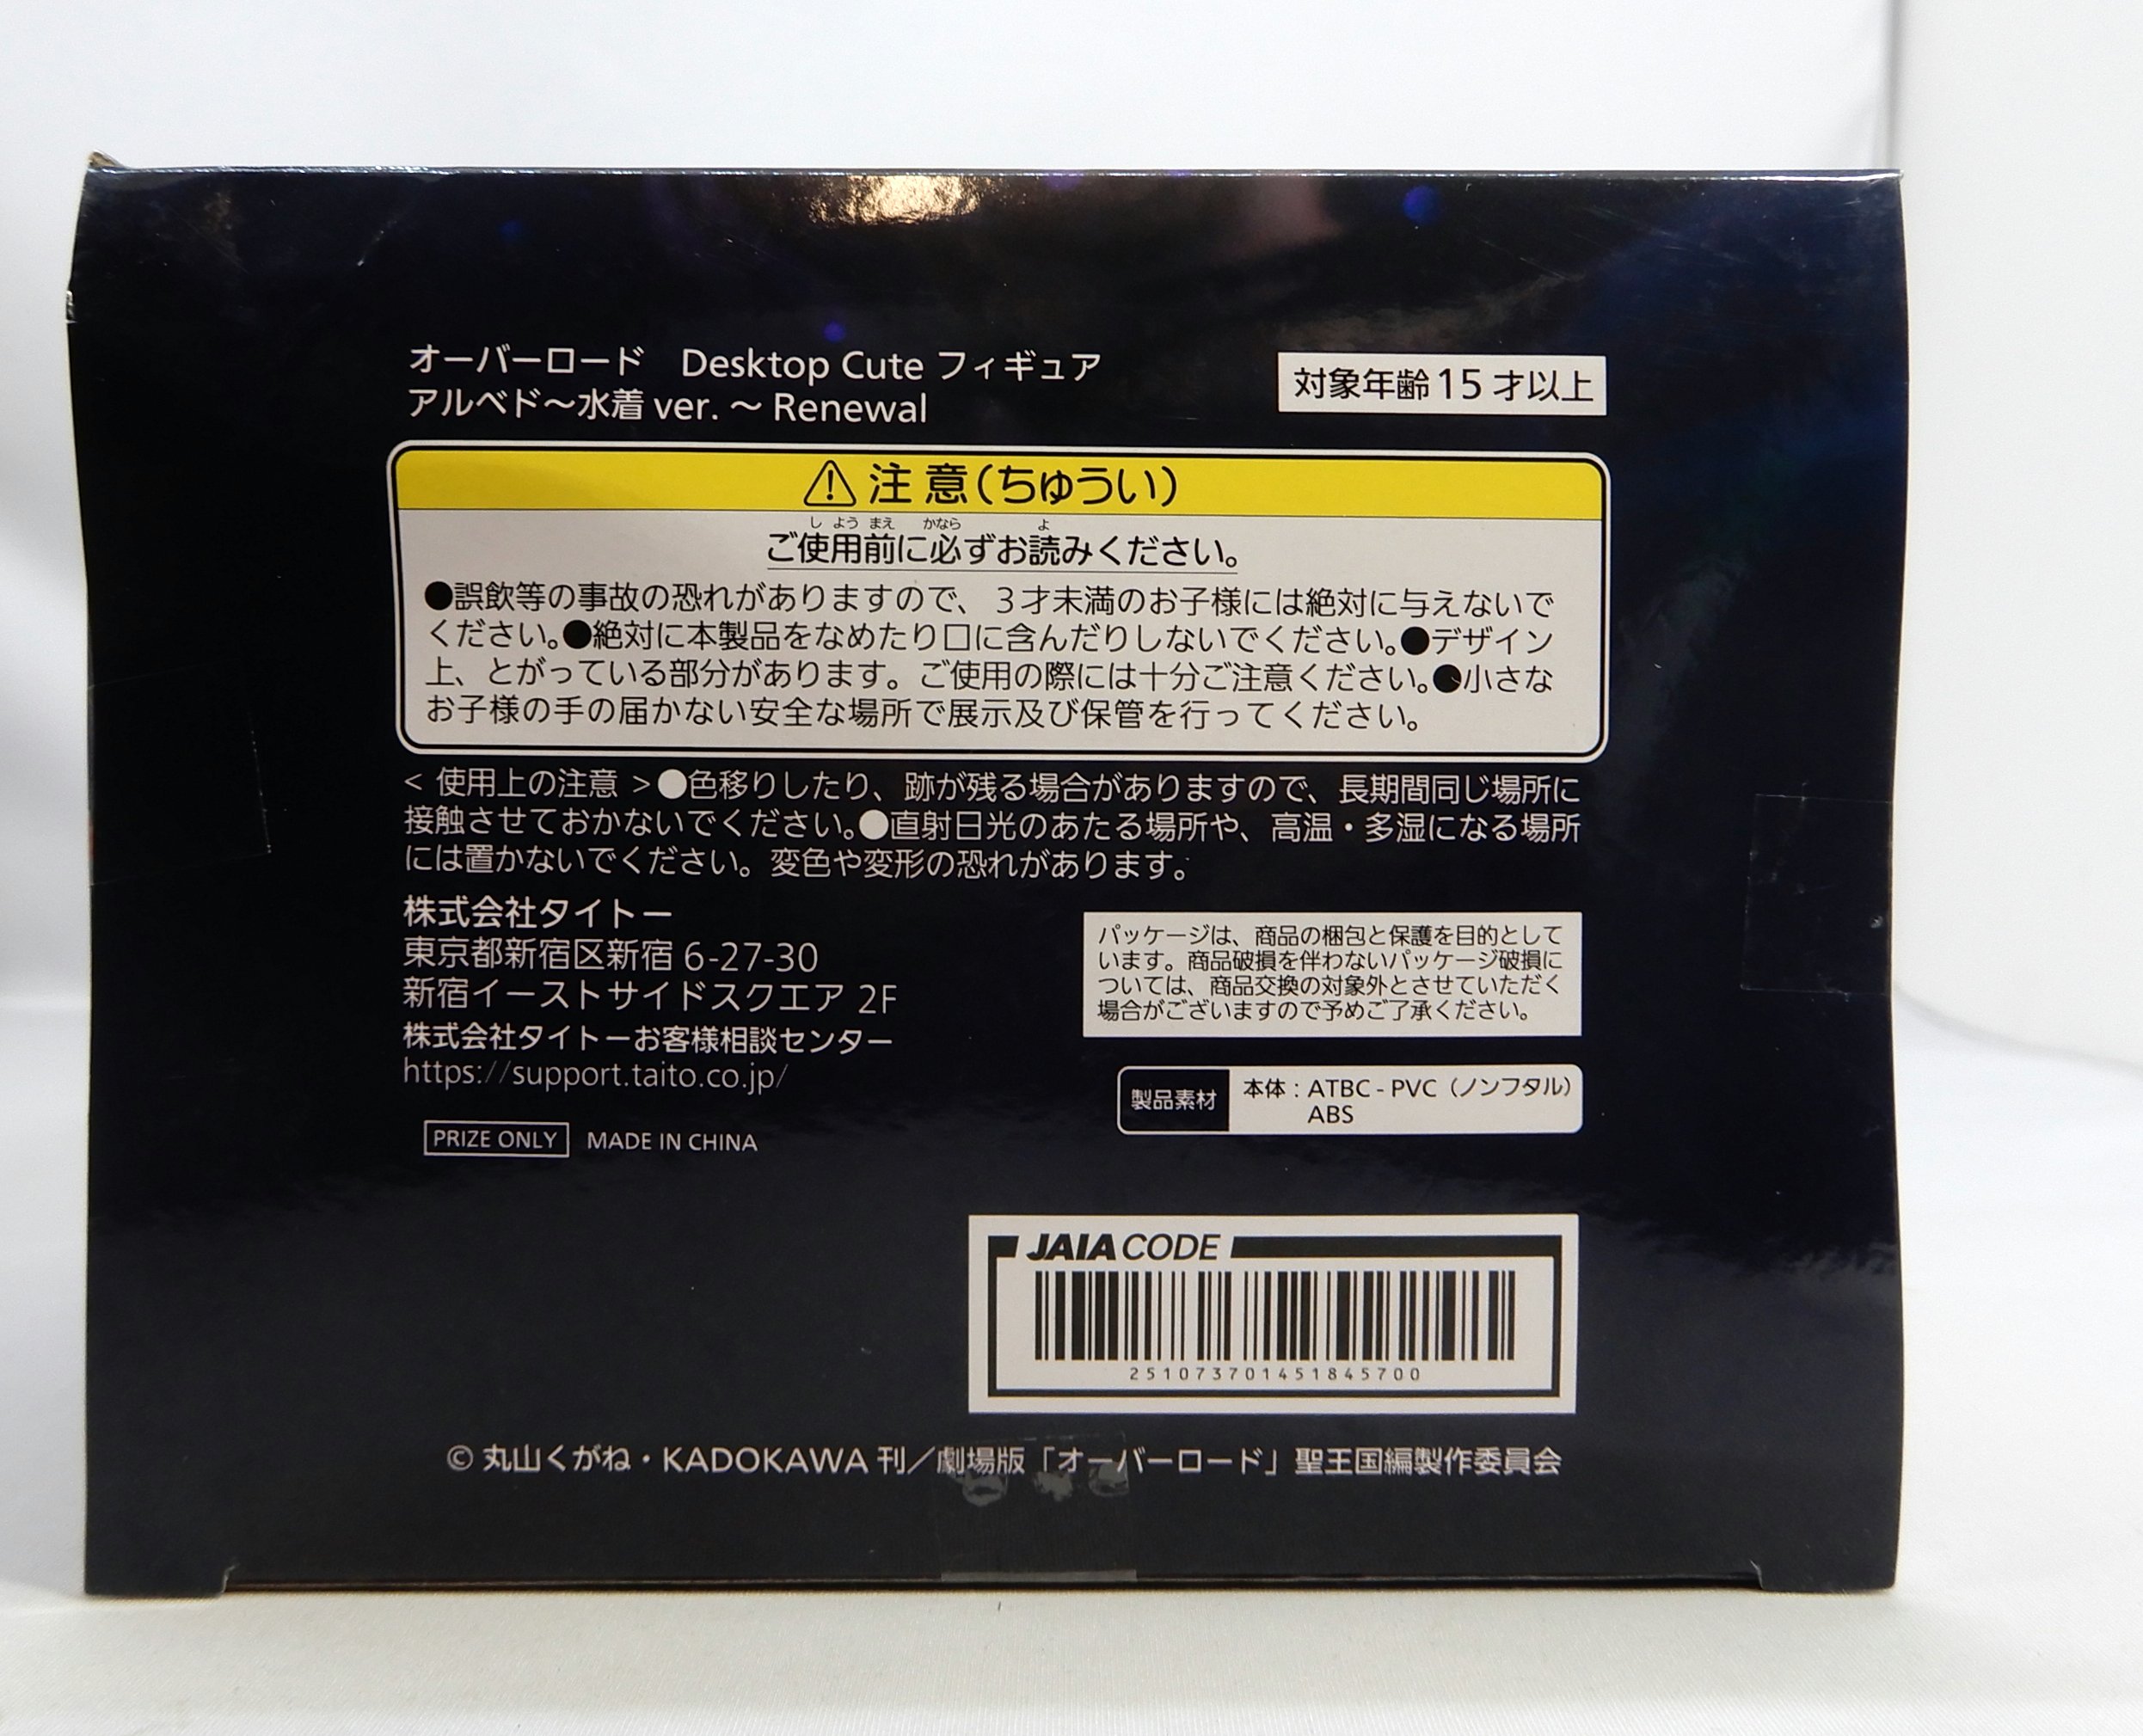 オーバーロード　Desktop Cute フィギュア
アルベド～水着 ver. ～ Renewal
対象年齢15才以上
注意(ちゅうい)
し よう まえ かなら よ
ご使用前に必ずお読みください。
●誤飲等の事故の恐れがありますので、3才未満のお子様には絶対に与えないで
ください。●絶対に本製品をなめたり口に含んだりしないでください。●デザイン
上、とがっている部分があります。ご使用の際には十分ご注意ください。●小さな
お子様の手の届かない安全な場所で展示及び保管を行ってください。
< 使用上の注意 >●色移りしたり、跡が残る場合がありますので、長期間同じ場所に
接触させておかないでください。●直射日光のあたる場所や、高温・多湿になる場所
には置かないでください。変色や変形の恐れがあります。
株式会社タイトー
東京都新宿区新宿 6-27-30
新宿イーストサイドスクエア 2F
株式会社タイトーお客様相談センター
https://support.taito.co.jp/
PRIZE ONLY MADE IN CHINA
パッケージは、商品の梱包と保護を目的として
います。商品破損を伴わないパッケージ破損に
ついては、商品交換の対象外とさせていただく
場合がございますので予めご了承ください。
製品素材 本体：ATBC - PVC（ノンフタル）
ABS
JAIA CODE
251073701451845700
© 丸山くがね・KADOKAWA 刊／劇場版「オーバーロード」聖王国編製作委員会